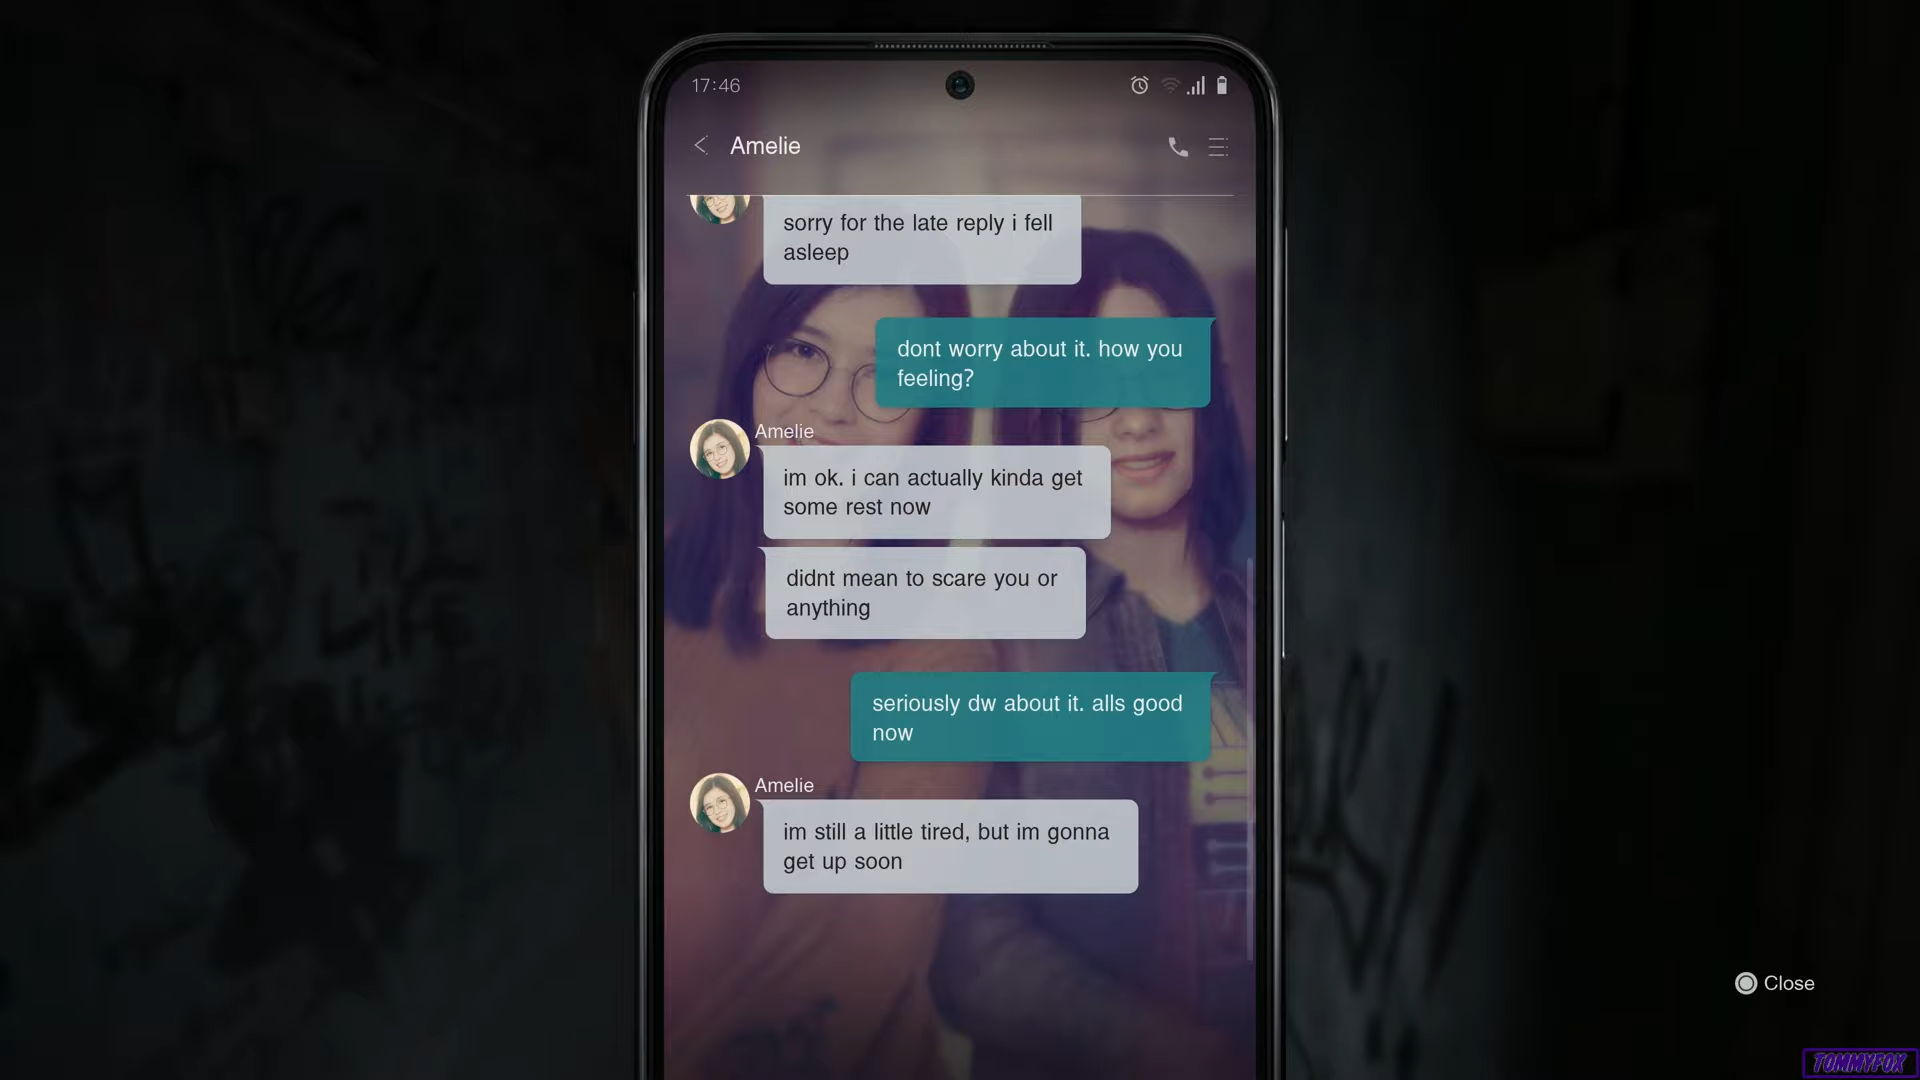 17:46
Amelie
sorry for the late reply i fell
asleep
dont worry about it. how you
feeling?
Amelie
im ok. i can actually kinda get
some rest now
didnt mean to scare you or
anything
seriously dw about it. alls good
now
Amelie
im still a little tired, but im gonna
get up soon
LIFE
Close
TOMMYFOX